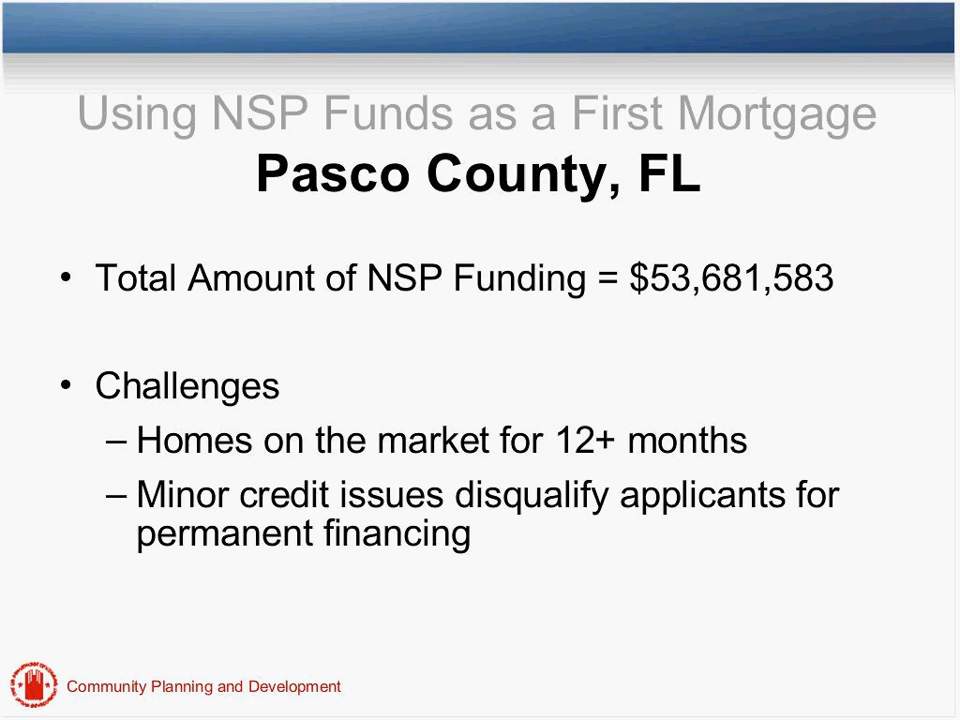 Using NSP Funds as a First Mortgage
Pasco County, FL
• Total Amount of NSP Funding = $53,681,583
• Challenges
– Homes on the market for 12+ months
– Minor credit issues disqualify applicants for
permanent financing
Community Planning and Development